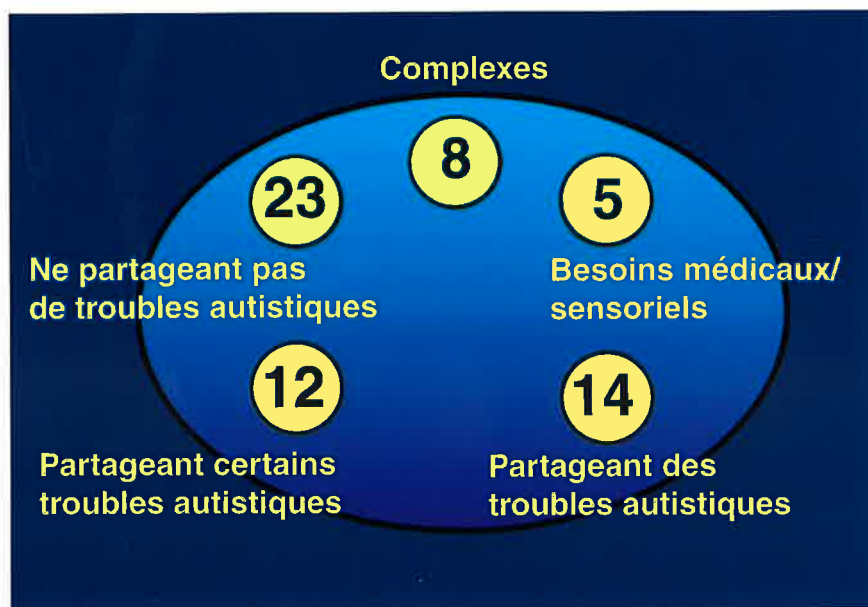 Complexes
8
23
5
Ne partageant pas
de troubles autistiques
Besoins médicaux/
sensoriels
12
14
Partageant certains
troubles autistiques
Partageant des
troubles autistiques